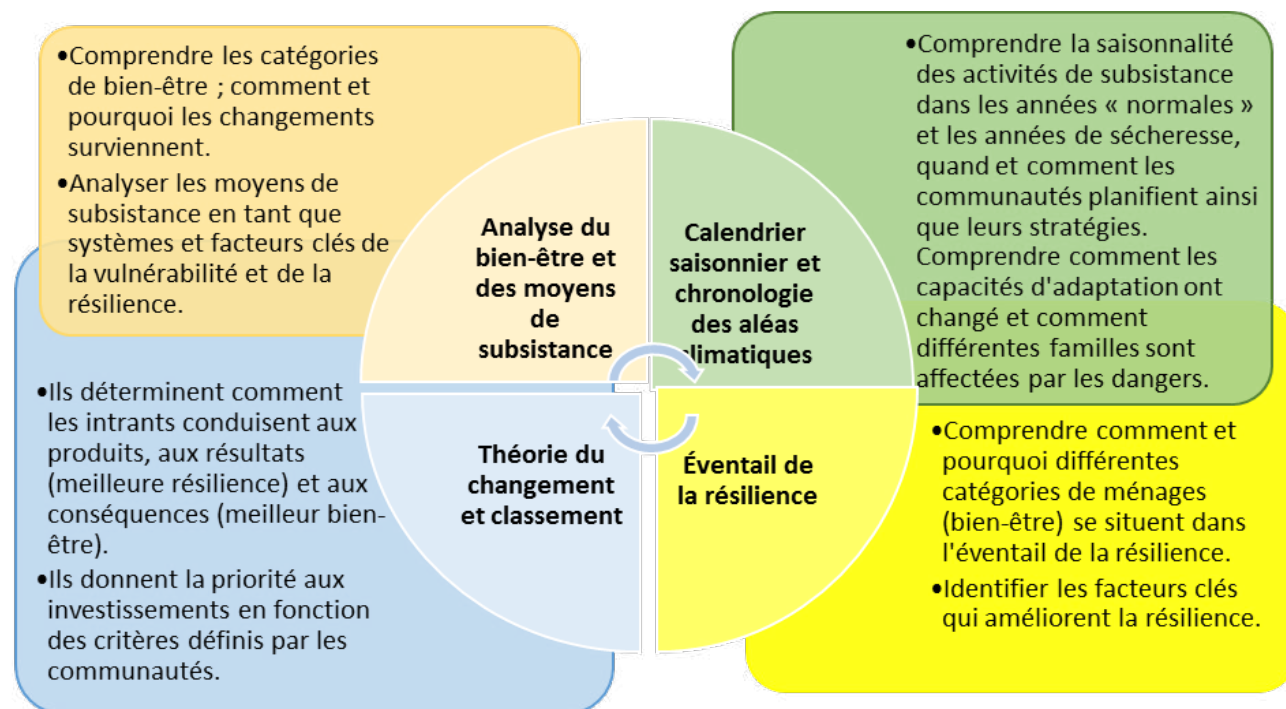 •Comprendre les catégories
de bien-être ; comment et
pourquoi les changements
surviennent.
•Analyser les moyens de
subsistance en tant que
systèmes et facteurs clés de
la vulnérabilité et de la
résilience.
•Comprendre la saisonnalité
des activités de subsistance
dans les années « normales »
et les années de sécheresse,
quand et comment les
communautés planifient ainsi
que leurs stratégies.
Comprendre comment les
capacités d'adaptation ont
changé et comment
différentes familles sont
affectées par les dangers.
Analyse du
bien-être et
des moyens
de
subsistance
Calendrier
saisonnier et
chronologie
des aléas
climatiques
Théorie du
changement
et classement
Éventail de
la résilience
•Ils déterminent comment
les intrants conduisent aux
produits, aux résultats
(meilleure résilience) et aux
conséquences (meilleur bien-
être).
•Ils donnent la priorité aux
investissements en fonction
des critères définis par les
communautés.
•Comprendre comment et
pourquoi différentes
catégories de ménages
(bien-être) se situent dans
l'éventail de la résilience.
•Identifier les facteurs clés
qui améliorent la résilience.